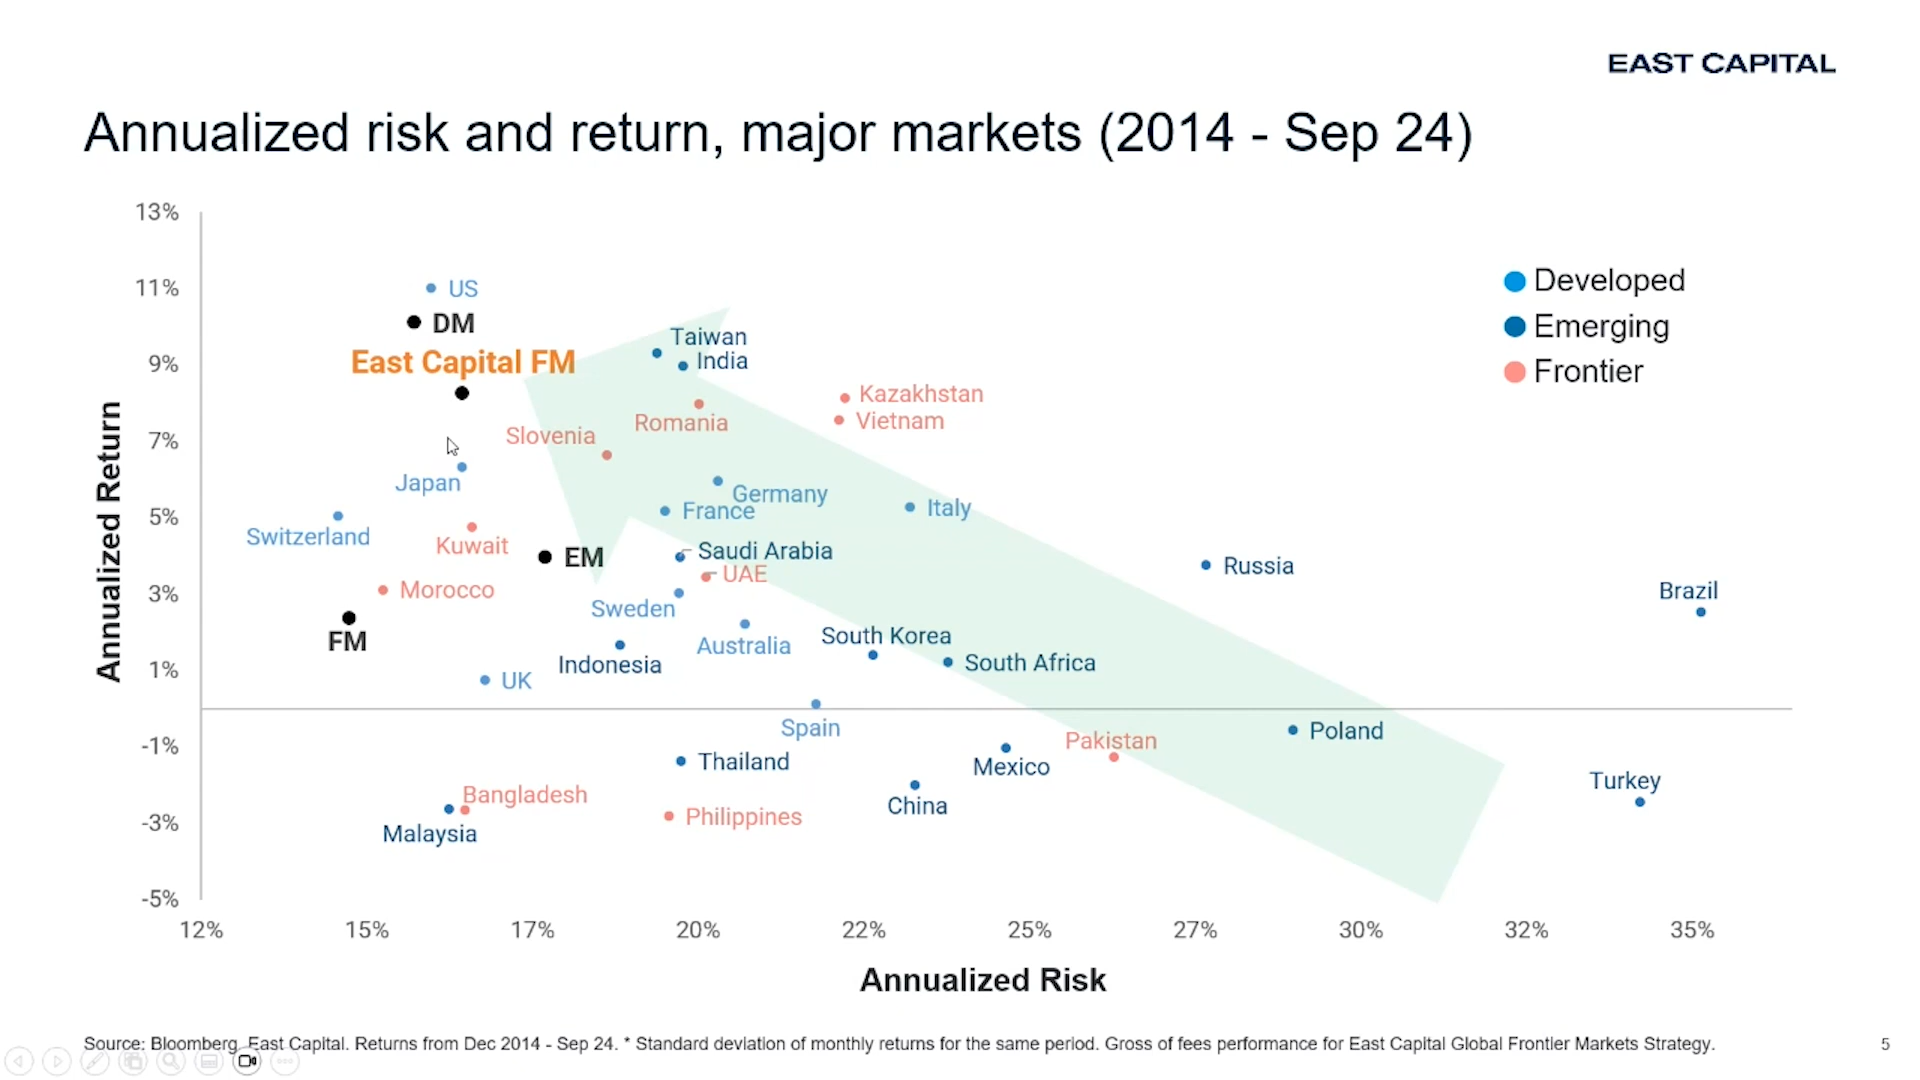 EAST CAPITAL
Annualized risk and return, major markets (2014 - Sep 24)
13%
11%
9%
7%
5%
3%
1%
-1%
-3%
-5%
Annualized Return
US
DM
East Capital FM
Taiwan
India
Kazakhstan
Vietnam
Romania
Slovenia
Japan
Germany
France
Italy
Switzerland
Kuwait
EM
Saudi Arabia
UAE
Russia
Morocco
Brazil
Sweden
FM
Australia
South Korea
South Africa
Indonesia
UK
Spain
Poland
Pakistan
Thailand
Mexico
Turkey
Bangladesh
China
Philippines
Malaysia
Developed
Emerging
Frontier
12% 15% 17% 20% 22% 25% 27% 30% 32% 35%
Annualized Risk
Source: Bloomberg, East Capital. Returns from Dec 2014 - Sep 24. * Standard deviation of monthly returns for the same period. Gross of fees performance for East Capital Global Frontier Markets Strategy.
5